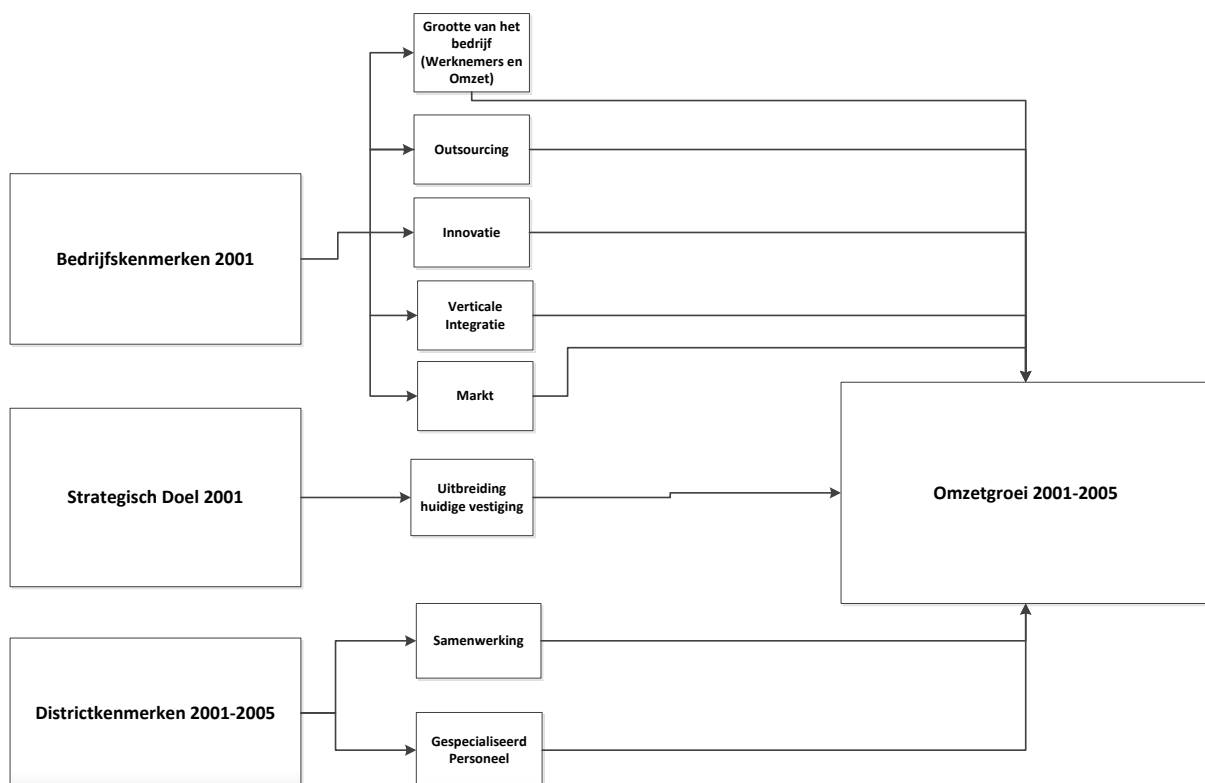 Grootte van het
bedrijf
(Werknemers en
Omzet)
Outsourcing
Bedrijfskenmerken 2001
Innovatie
Verticale
Integratie
Markt
Strategisch Doel 2001
Uitbreiding
huidige vestiging
Omzetgroei 2001-2005
Samenwerking
Districtkenmerken 2001-2005
Gespecialiseerd
Personeel